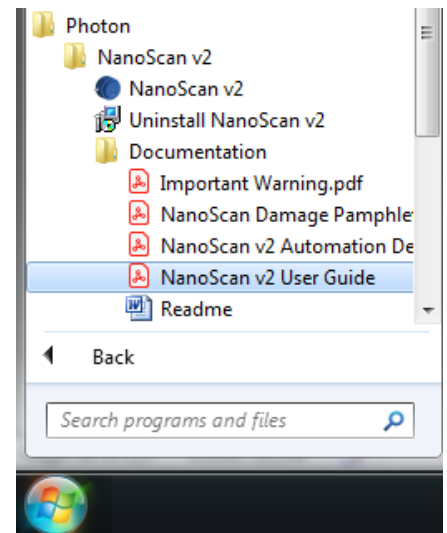 Photon
NanoScan v2
NanoScan v2
Uninstall NanoScan v2
Documentation
Important Warning.pdf
NanoScan Damage Pamphle
NanoScan v2 Automation De
NanoScan v2 User Guide
Readme
Back
Search programs and files